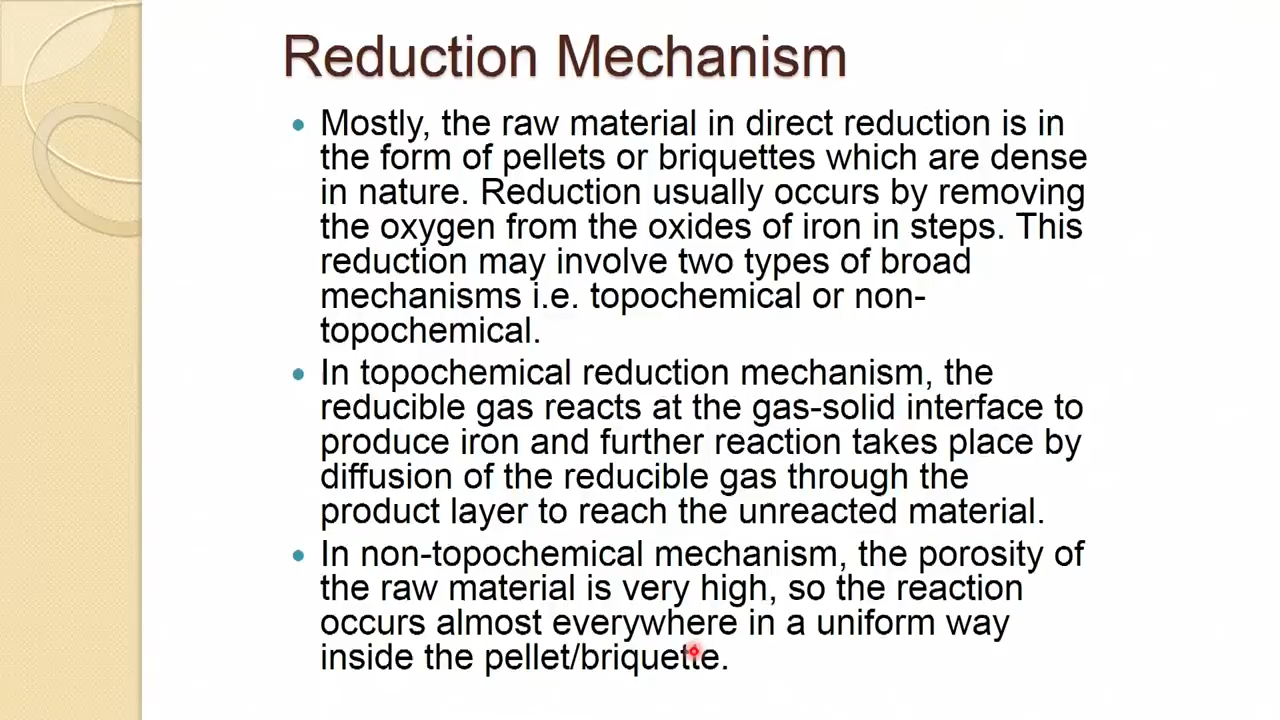 Reduction Mechanism
Mostly, the raw material in direct reduction is in
the form of pellets or briquettes which are dense
in nature. Reduction usually occurs by removing
the oxygen from the oxides of iron in steps. This
reduction may involve two types of broad
mechanisms i.e. topochemical or non-
topochemical.
In topochemical reduction mechanism, the
reducible gas reacts at the gas-solid interface to
produce iron and further reaction takes place by
diffusion of the reducible gas through the
product layer to reach the unreacted material.
In non-topochemical mechanism, the porosity of
the raw material is very high, so the reaction
occurs almost everywhere in a uniform way
inside the pellet/briquette.